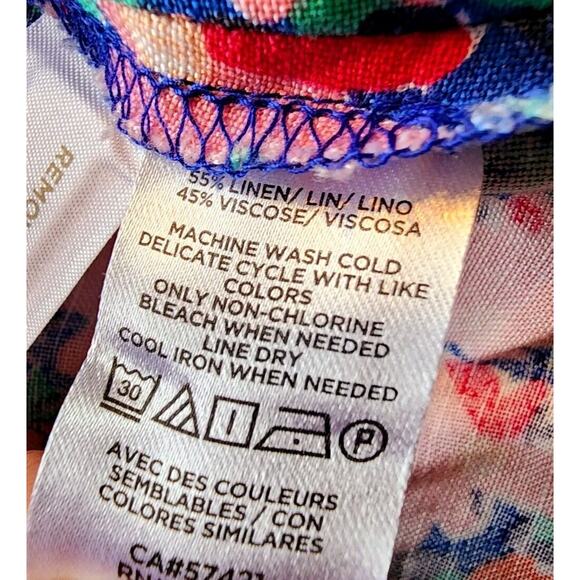 55% LINEN/ LIN/ LINO
45% VISCOSE/ VISCOSA
MACHINE WASH COLD
DELICATE CYCLE WITH LIKE
COLORS
ONLY NON-CHLORINE
BLEACH WHEN NEEDED
LINE DRY
COOL IRON WHEN NEEDED
30 P
AVEC DES COULEURS
SEMBLABLES / CON
COLORES SIMILARES